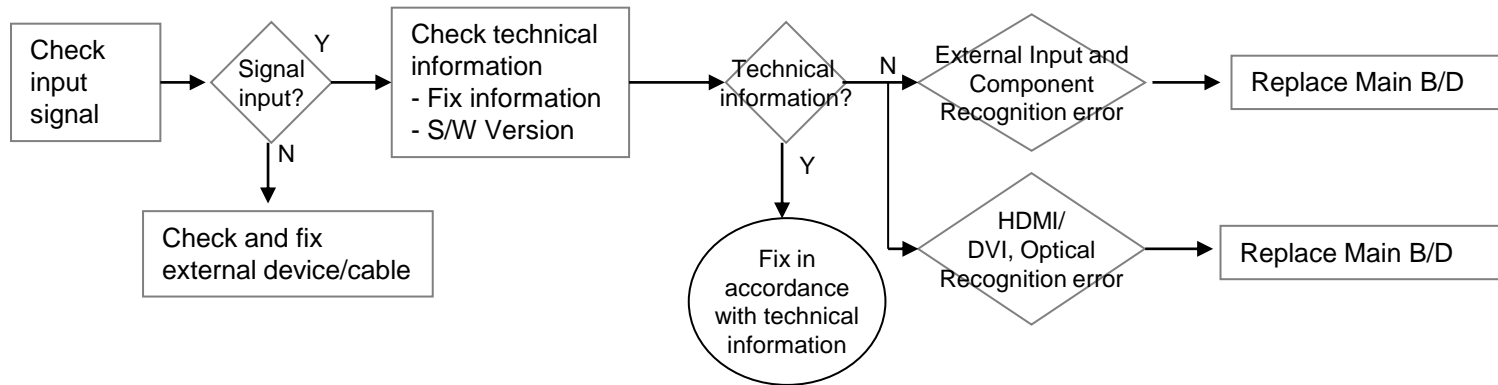 Check
input
signal
Signal
input?
Y
N
Check and fix
external device/cable
Check technical
information
- Fix information
- S/W Version
Technical
information?
N
Y
Fix in
accordance
with technical
information
External Input and
Component
Recognition error
Replace Main B/D
HDMI/
DVI, Optical
Recognition error
Replace Main B/D